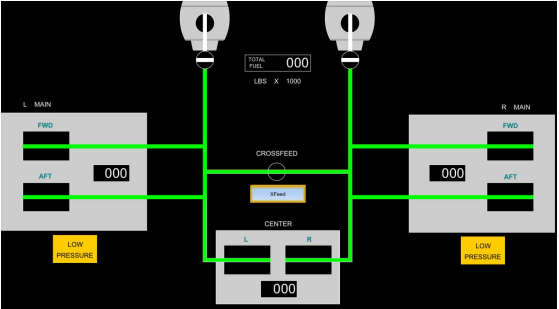 TOTAL
FUEL
000
LBS X 1000
L MAIN
R MAIN
FWD
FWD
CROSSFEED
000
000
AFT
AFT
XFeed
CENTER
L
R
LOW
PRESSURE
LOW
PRESSURE
000